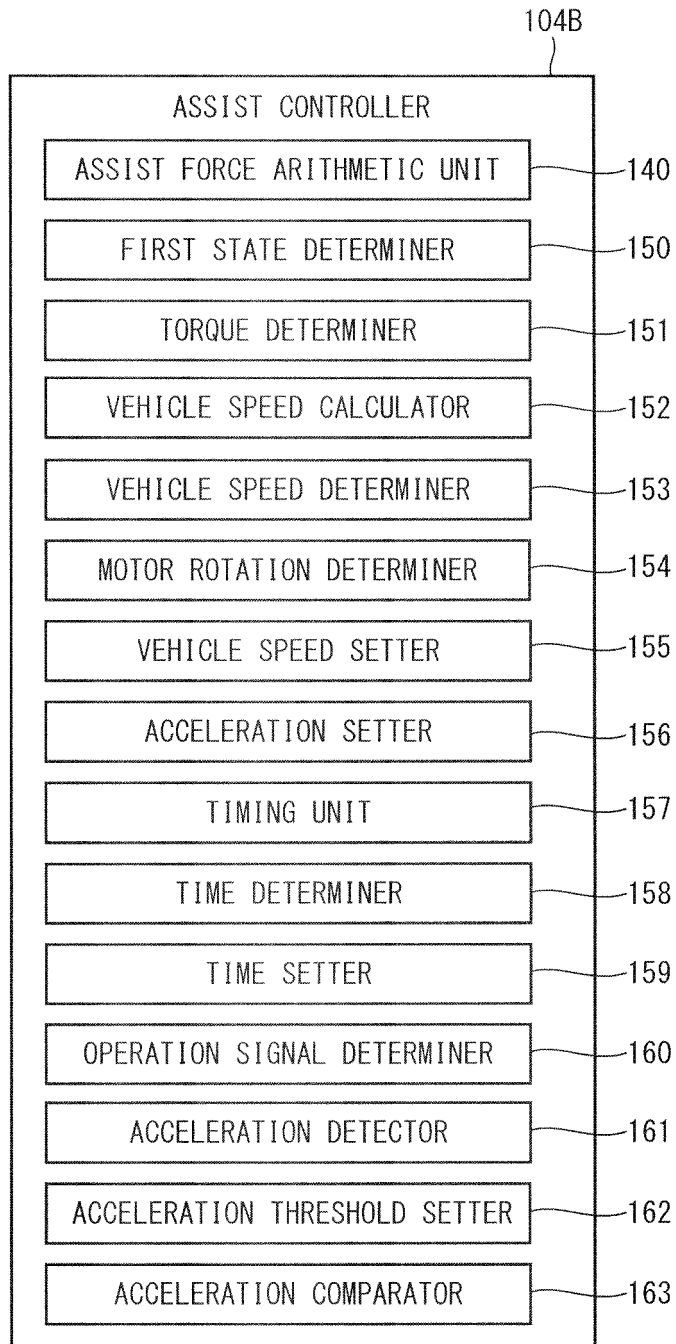 104B
ASSIST CONTROLLER
ASSIST FORCE ARITHMETIC UNIT 140
FIRST STATE DETERMINER 150
TORQUE DETERMINER 151
VEHICLE SPEED CALCULATOR 152
VEHICLE SPEED DETERMINER 153
MOTOR ROTATION DETERMINER 154
VEHICLE SPEED SETTER 155
ACCELERATION SETTER 156
TIMING UNIT 157
TIME DETERMINER 158
TIME SETTER 159
OPERATION SIGNAL DETERMINER 160
ACCELERATION DETECTOR 161
ACCELERATION THRESHOLD SETTER 162
ACCELERATION COMPARATOR 163